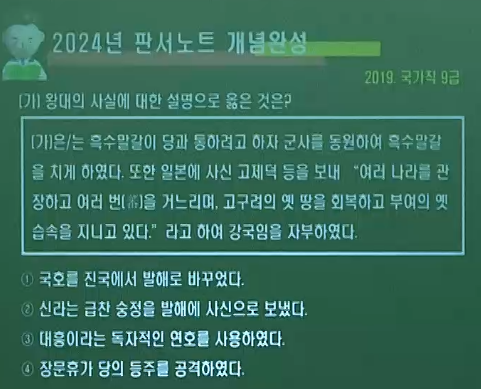 2024년 판서노트 개념완성
2019. 국가직 9급
(가) 왕대의 사실에 대한 설명으로 옳은 것은?
(가)은/는 흑수말갈이 당과 통하려고 하자 군사를 동원하여 흑수말갈
을 치게 하였다. 또한 일본에 사신 고제덕 등을 보내 “여러 나라를 관
장하고 여러 번(蕃)을 거느리며, 고구려의 옛 땅을 회복하고 부여의 옛
습속을 지니고 있다.” 라고 하여 강국임을 자부하였다.
① 국호를 진국에서 발해로 바꾸었다.
② 신라는 급찬 숭정을 발해에 사신으로 보냈다.
③ 대흥이라는 독자적인 연호를 사용하였다.
④ 장문휴가 당의 등주를 공격하였다.